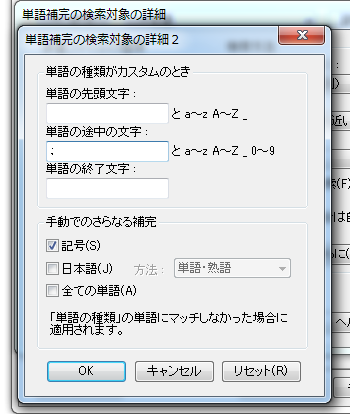 単語補完の検索対象の詳細
単語補完の検索対象の詳細２
単語の種類がカスタムのとき
単語の先頭文字：
と a～z A～Z _
単語の途中の文字：
; と a～z A～Z _ 0～9
単語の終了文字：
手動でのさらなる補完
記号(S)
日本語(J) 方法： 単語・熟語
全ての単語(A)
「単語の種類」の単語にマッチしなかった場合に
適用されます。
OK キャンセル リセット(R)